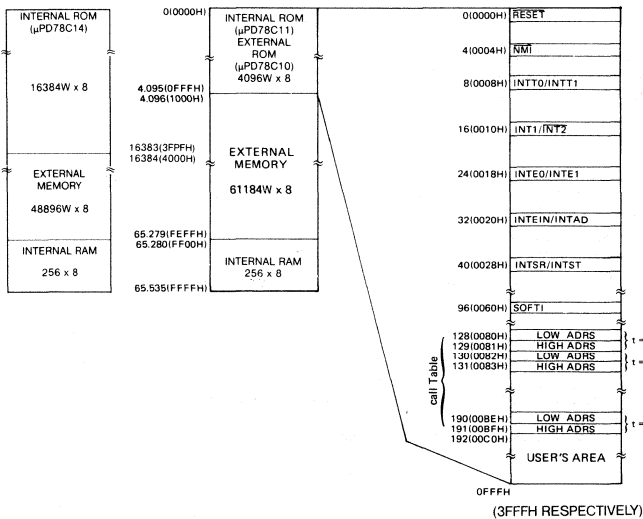 INTERNAL ROM
(µPD78C14)
16384W x 8
EXTERNAL
MEMORY
48896W x 8
INTERNAL RAM
256 x 8
0(0000H)
4.095(0FFFH)
4.096(1000H)
16383(3FPFH)
16384(4000H)
65.279(FEFFH)
65.280(FF00H)
65.535(FFFFH)
INTERNAL ROM
(µPD78C11)
EXTERNAL
ROM
(µPD78C10)
4096W x 8
EXTERNAL
MEMORY
61184W x 8
INTERNAL RAM
256 x 8
0(0000H) RESET
4(0004H) NMI
8(0008H) INTT0/INTT1
16(0010H) INT1/INT2
24(0018H) INTE0/INTE1
32(0020H) INTEIN/INTAD
40(0028H) INTSR/INTST
96(0060H) SOFTI
call Table
128(0080H) LOW ADRS
129(0081H) HIGH ADRS
t =
130(0082H) LOW ADRS
131(0083H) HIGH ADRS
t =
190(00BEH) LOW ADRS
191(00BFH) HIGH ADRS
t =
192(00C0H)
USER'S AREA
0FFFH
(3FFFH RESPECTIVELY)